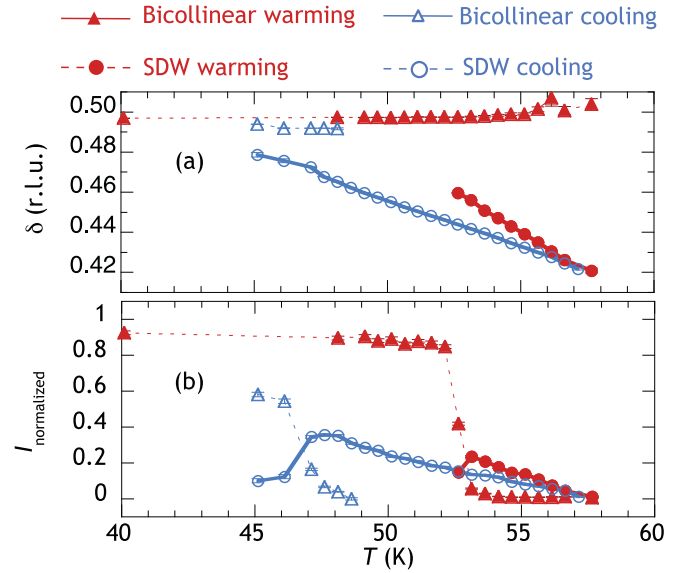 Bicollinear warming Bicollinear cooling
SDW warming SDW cooling
0.50
0.48
0.46
0.44
0.42
δ (r.l.u.)
(a)
1
0.8
0.6
0.4
0.2
0
I normalized
(b)
40 45 50 55 60
T (K)